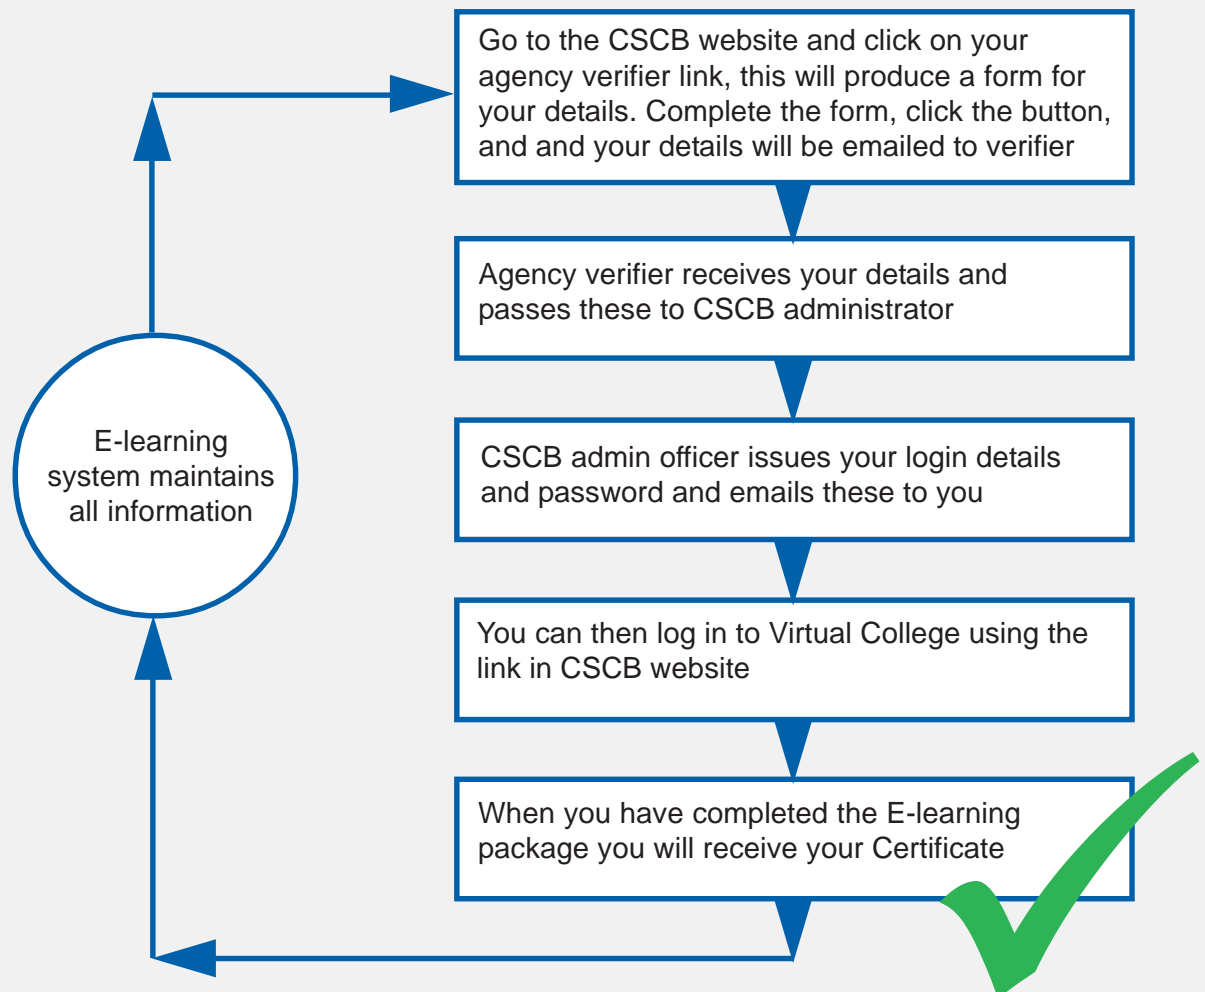 Go to the CSCB website and click on your
agency verifier link, this will produce a form for
your details. Complete the form, click the button,
and and your details will be emailed to verifier
Agency verifier receives your details and
passes these to CSCB administrator
CSCB admin officer issues your login details
and password and emails these to you
You can then log in to Virtual College using the
link in CSCB website
When you have completed the E-learning
package you will receive your Certificate
E-learning
system maintains
all information